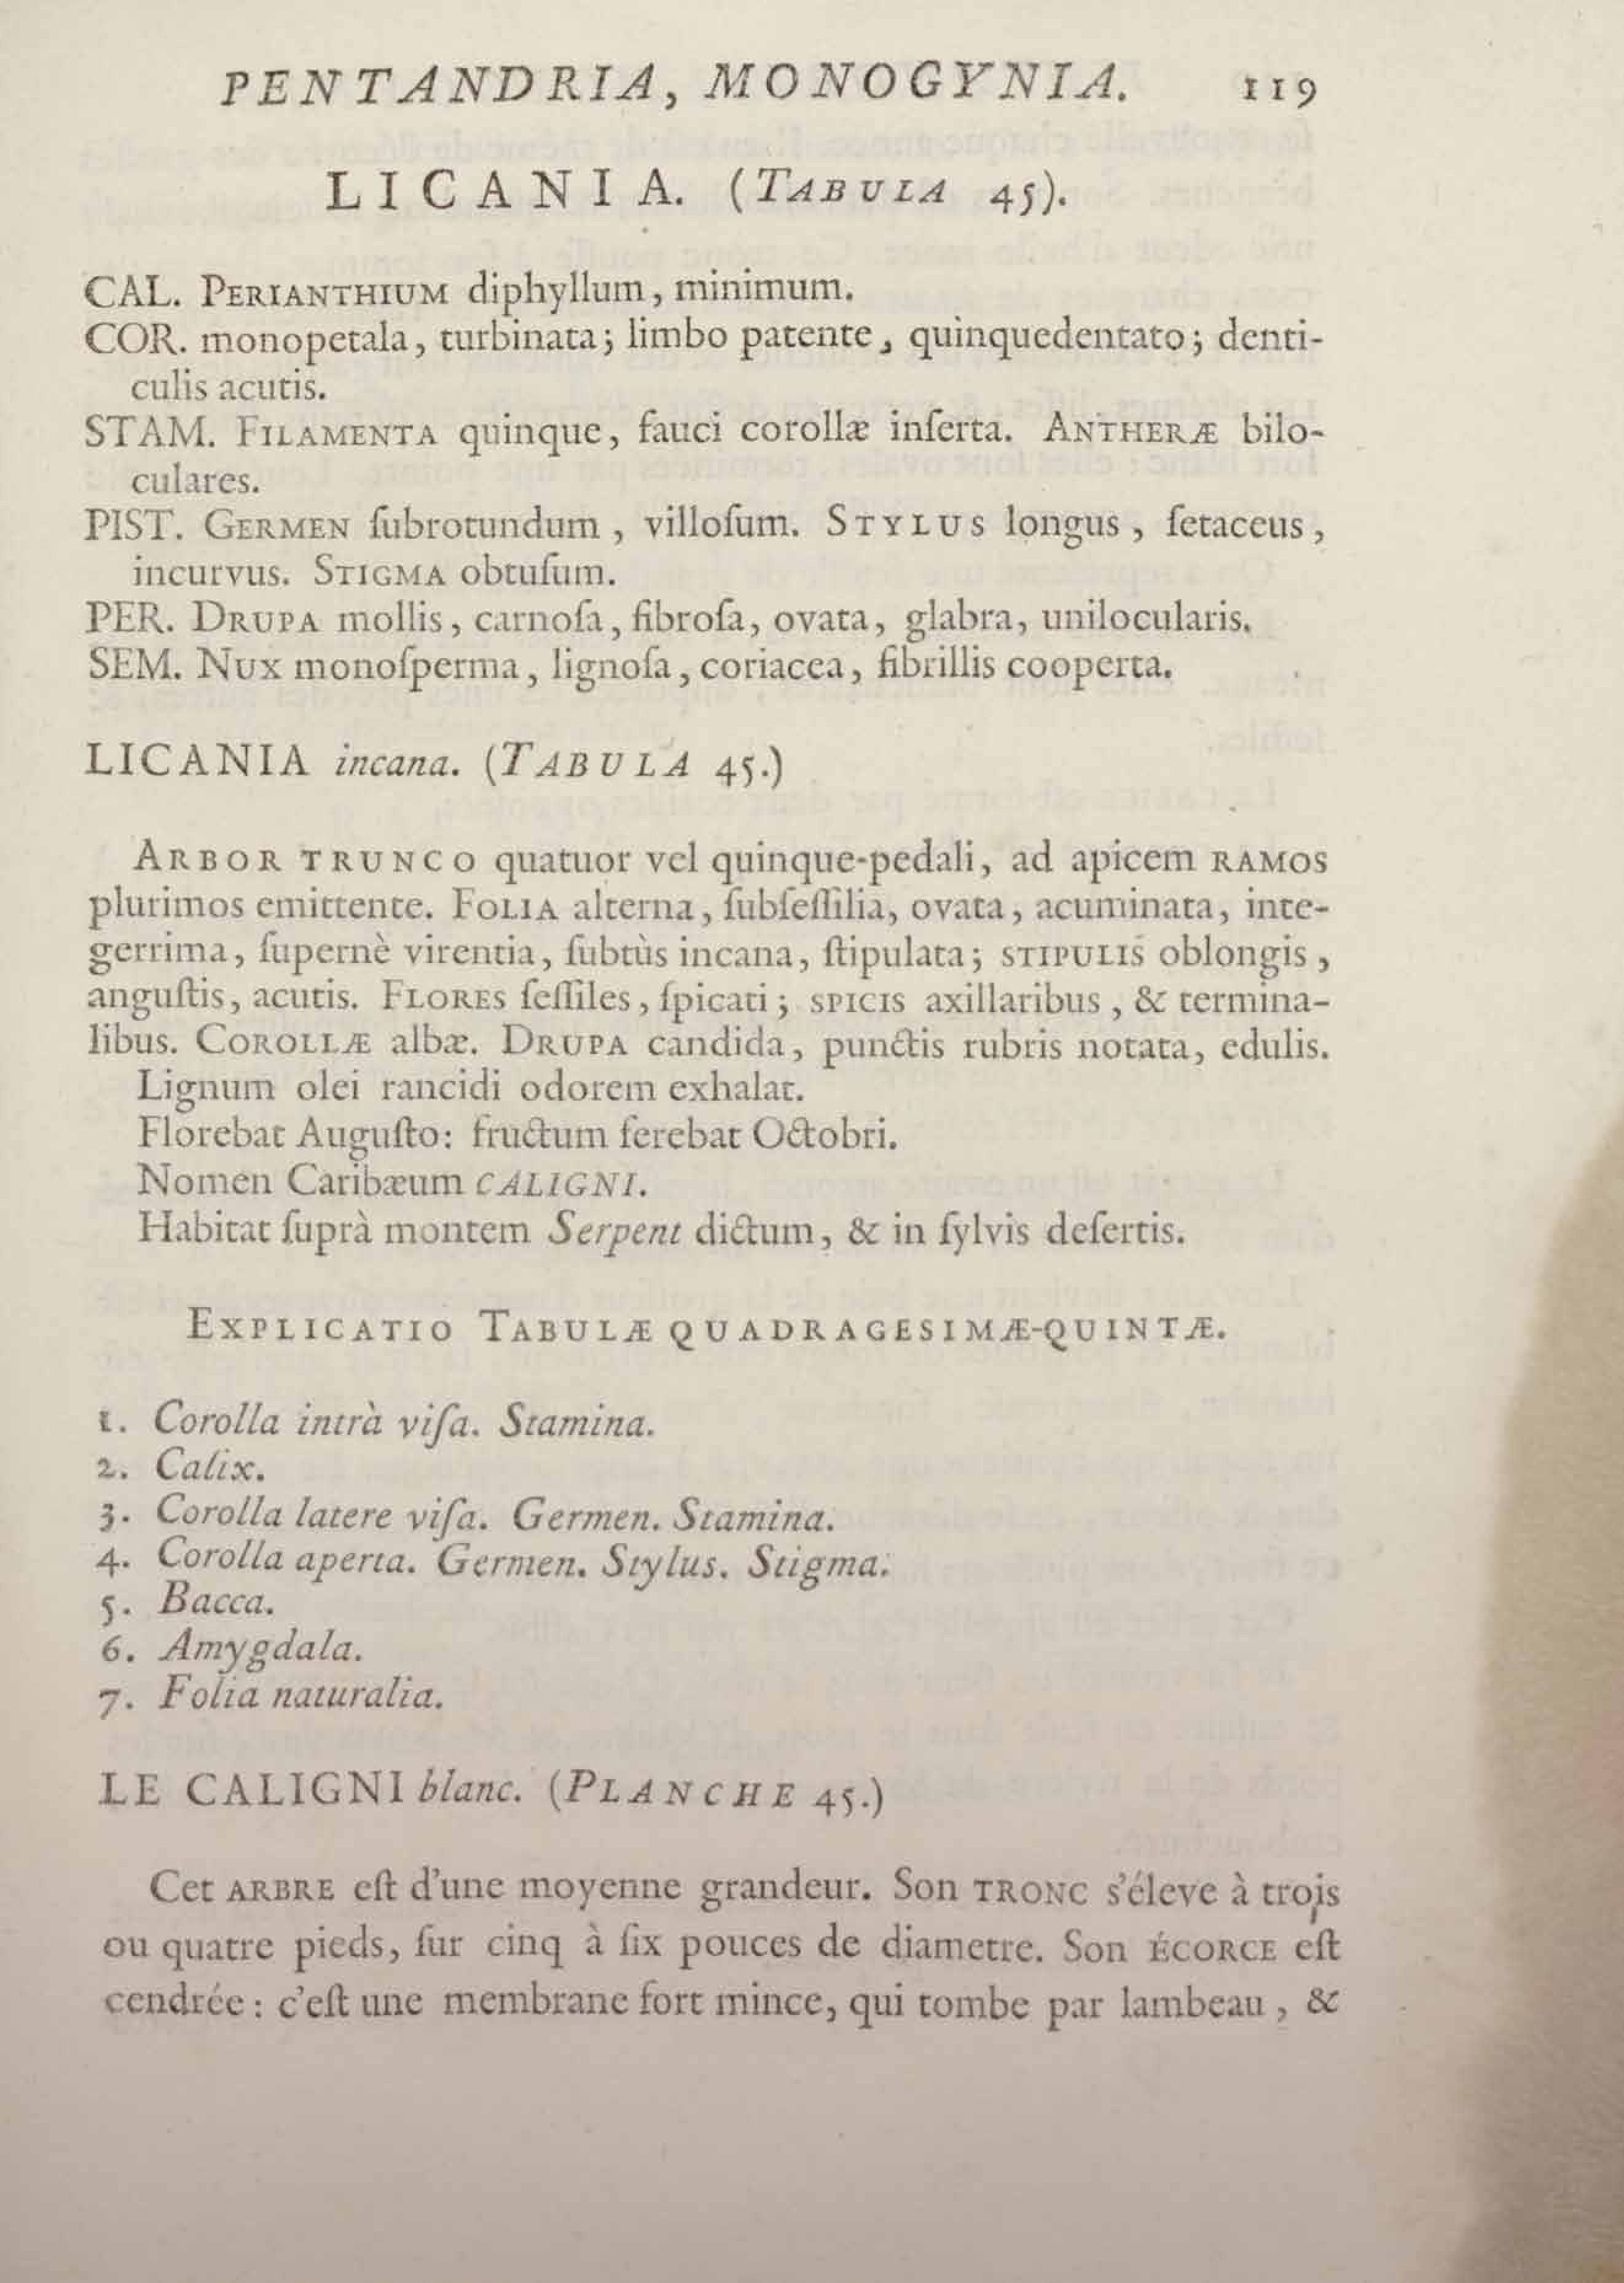 PENTANDRIA, MONOGYNIA. 119
LICANIA. (TABULA 45).
CAL. PERIANTHIUM diphyllum, minimum.
COR. monopetala, turbinata; limbo patente, quinquedentato; denti-
culis acutis.
STAM. FILAMENTA quinque, fauci corollæ inſerta. ANTHERÆ bilo-
culares.
PIST. GERMEN ſubrotundum, villoſum. STYLUS longus, ſetaceus,
incurvus. STIGMA obtuſum.
PER. DRUPA mollis, carnoſa, fibroſa, ovata, glabra, unilocularis.
SEM. NUX monoſperma, lignoſa, coriacea, fibrillis cooperta.
LICANIA incana. (TABULA 45.)
ARBOR TRUNCO quatuor vel quinque-pedali, ad apicem RAMOS
plurimos emittente. FOLIA alterna, ſubſeſſilia, ovata, acuminata, inte-
gerrima, ſupernè virentia, ſubtùs incana, ſtipulata; STIPULIS oblongis,
anguſtis, acutis. FLORES ſeſſiles, ſpicati; SPICIS axillaribus, & termina-
libus. COROLLÆ albæ. DRUPA candida, punctis rubris notata, edulis.
Lignum olei rancidi odorem exhalat.
Florebat Auguſto: fructum ferebat Octobri.
Nomen Caribæum CALIGNI.
Habitat ſuprà montem Serpent dictum, & in ſylvis deſertis.
EXPLICATIO TABULÆ QUADRAGESIMÆ-QUINTÆ.
1. Corolla intrà viſa. Stamina.
2. Calix.
3. Corolla latere viſa. Germen. Stamina.
4. Corolla aperta. Germen. Stylus. Stigma.
5. Bacca.
6. Amygdala.
7. Folia naturalia.
LE CALIGNI blanc. (PLANCHE 45.)
Cet ARBRE eſt d'une moyenne grandeur. Son TRONC s'éleve à trois
ou quatre pieds, ſur cinq à ſix pouces de diametre. Son ÉCORCE eſt
cendrée: c'eſt une membrane fort mince, qui tombe par lambeau, &